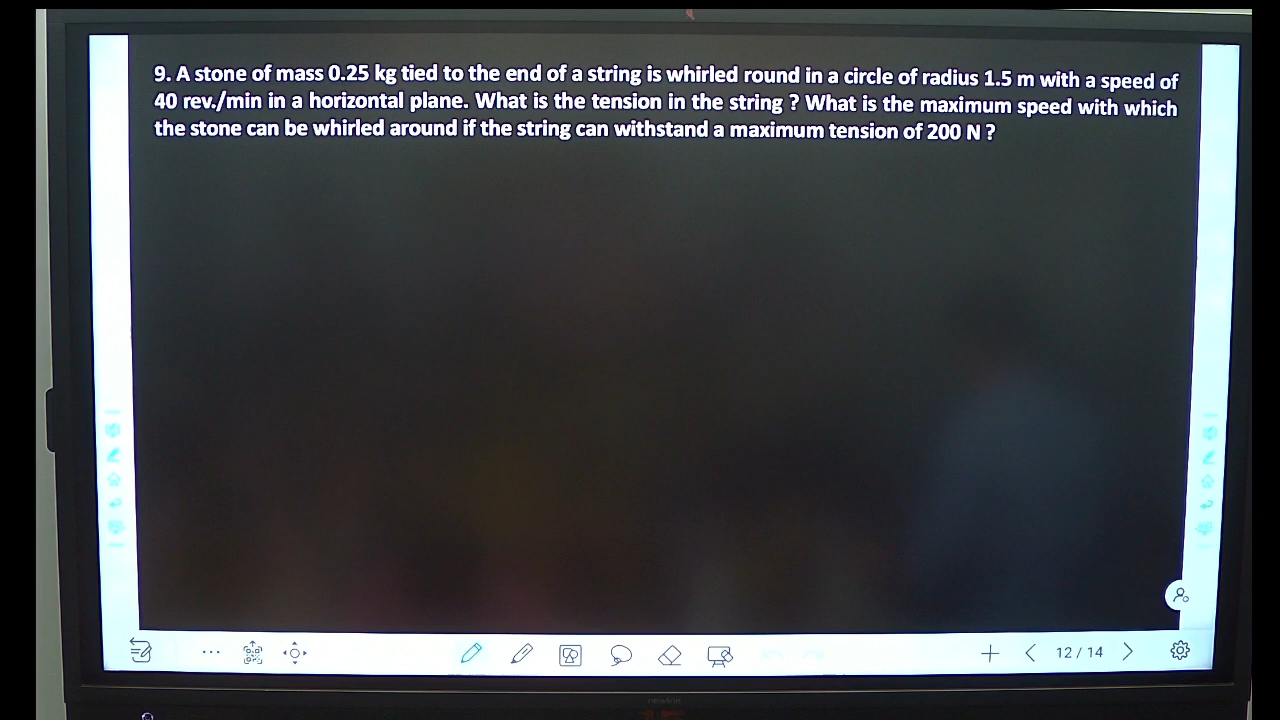 9. A stone of mass 0.25 kg tied to the end of a string is whirled round in a circle of radius 1.5 m with a speed of
40 rev./min in a horizontal plane. What is the tension in the string ? What is the maximum speed with which
the stone can be whirled around if the string can withstand a maximum tension of 200 N ?
12 / 14
newline